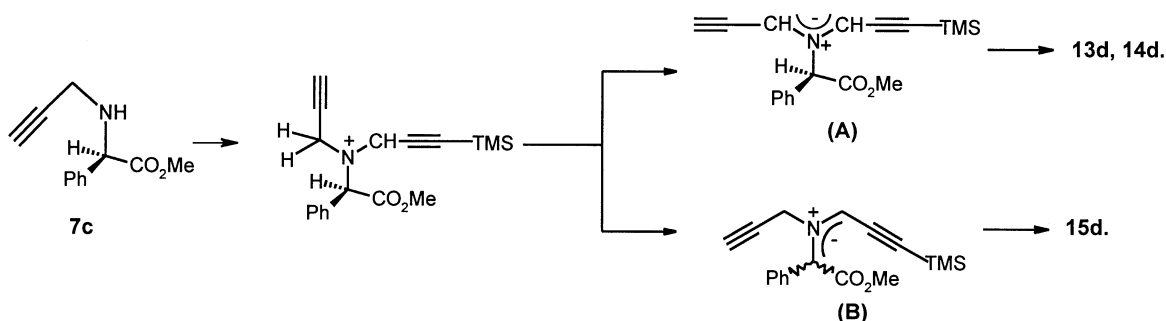 NH
H
CO2Me
Ph
7c
H
H
N
+
CH
TMS
H
CO2Me
Ph
CH
-
CH
N
+
TMS
H
CO2Me
Ph
(A)
13d, 14d.
+
N
-
Ph
CO2Me
TMS
(B)
15d.